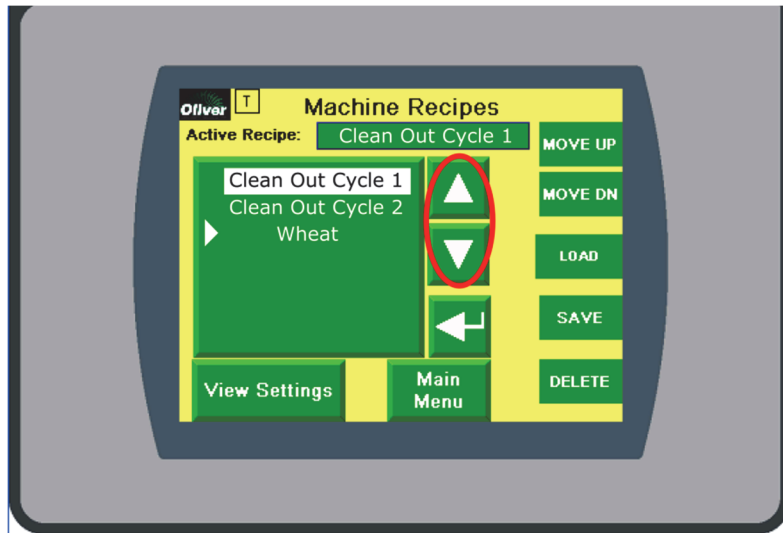 Oliver
T
Machine Recipes
Active Recipe: Clean Out Cycle 1
MOVE UP
Clean Out Cycle 1
MOVE DN
Clean Out Cycle 2
Wheat
LOAD
SAVE
View Settings
Main
Menu
DELETE